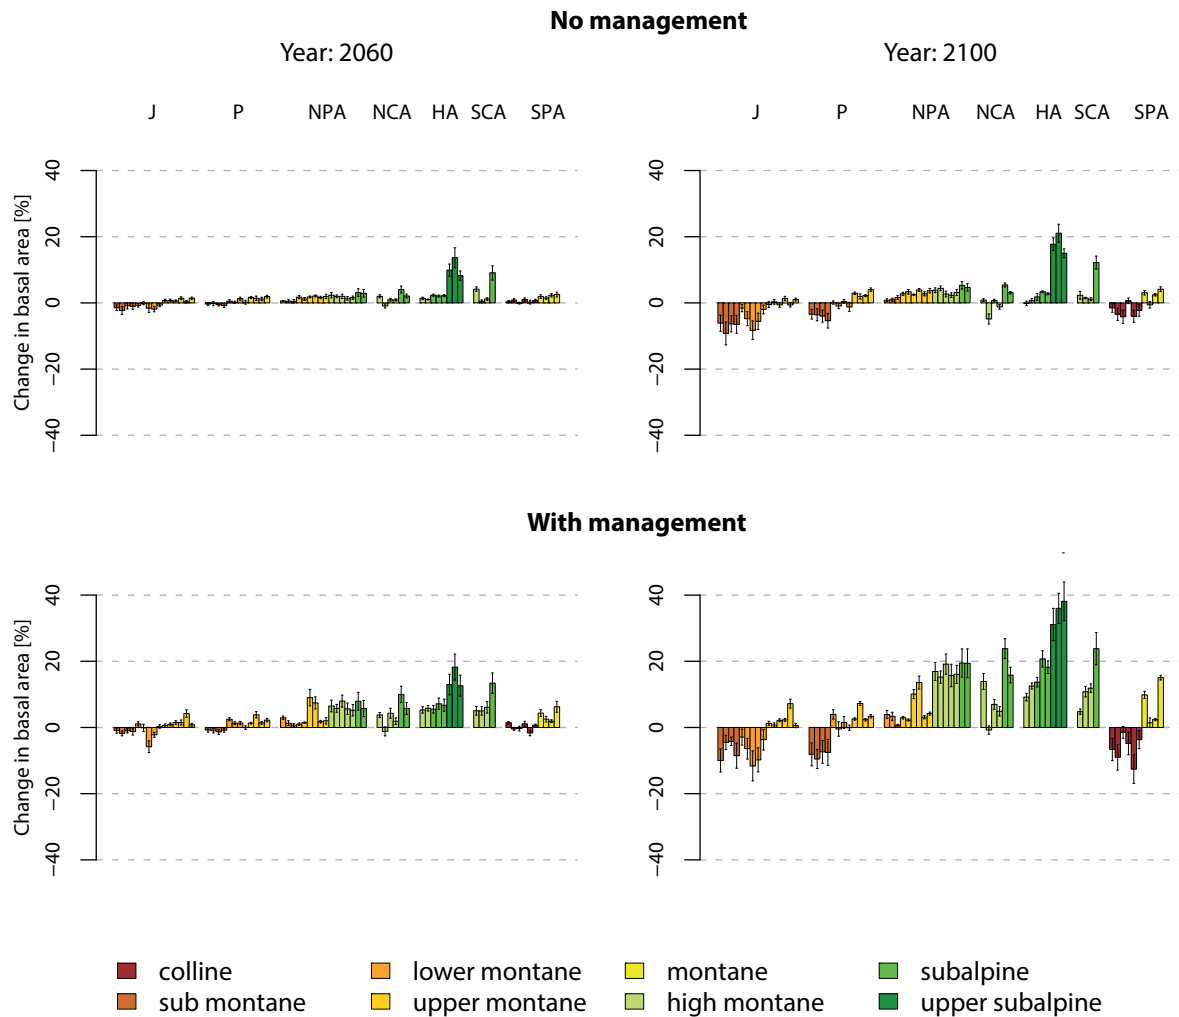 No management
Year: 2060
Year: 2100
J P NPA NCA HA SCA SPA
J P NPA NCA HA SCA SPA
Change in basal area [%]
40
20
0
−20
−40
40
20
0
−20
−40
With management
Change in basal area [%]
40
20
0
−20
−40
40
20
0
−20
−40
colline lower montane montane subalpine
sub montane upper montane high montane upper subalpine